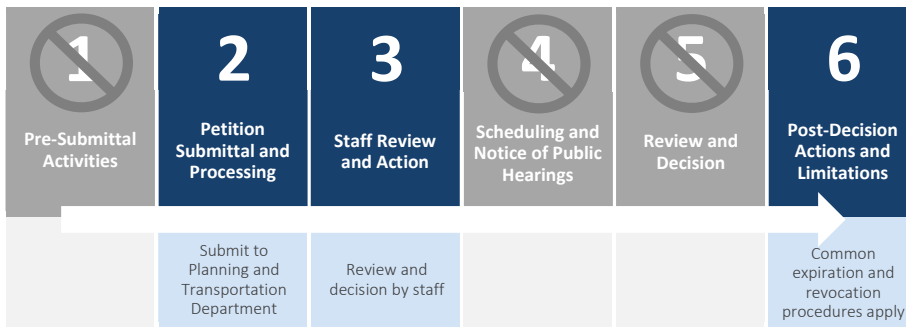 1
Pre-Submittal
Activities
2
Petition
Submittal and
Processing
Submit to
Planning and
Transportation
Department
3
Staff Review
and Action
Review and
decision by staff
4
Scheduling and
Notice of Public
Hearings
5
Review and
Decision
6
Post-Decision
Actions and
Limitations
Common
expiration and
revocation
procedures apply